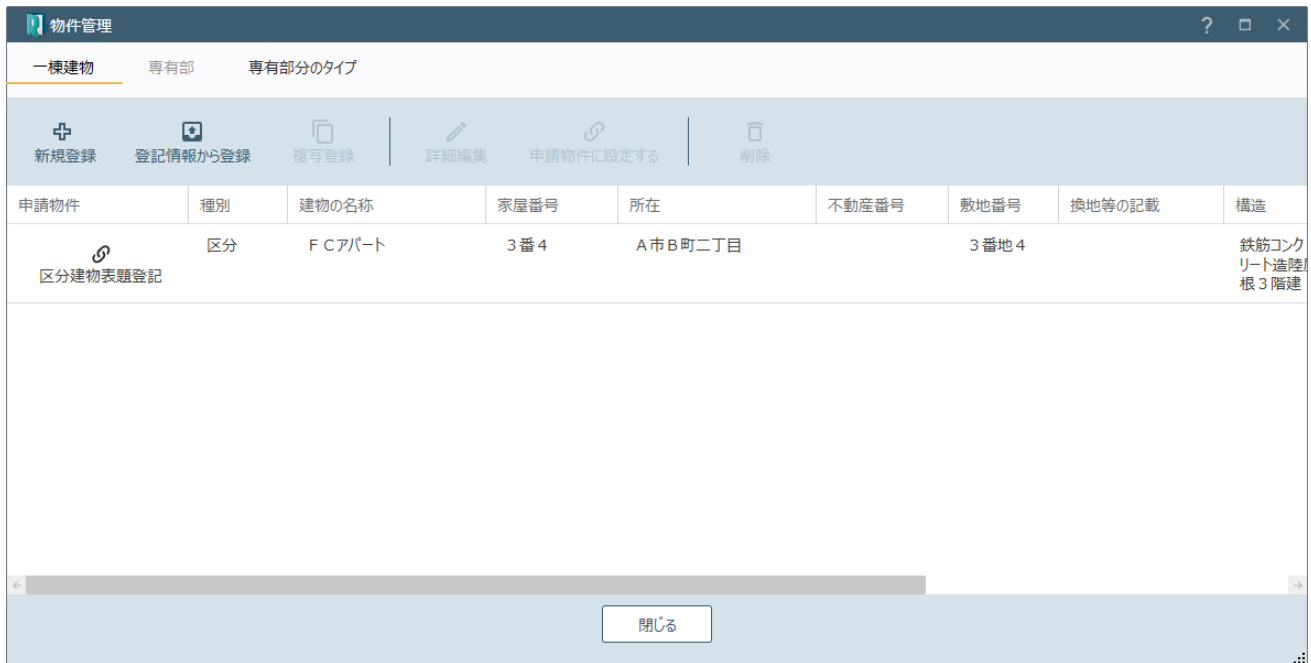 物件管理
一棟建物 専有部 専有部分のタイプ
新規登録 登記情報から登録 複写登録 詳細編集 申請物件に設定する 削除
申請物件 種別 建物の名称 家屋番号 所在 不動産番号 敷地番号 換地等の記載 構造
区分建物表題登記 区分 ＦＣアパート ３番４ Ａ市Ｂ町二丁目 ３番地４ 鉄筋コンク
リート造陸
根３階建
閉じる